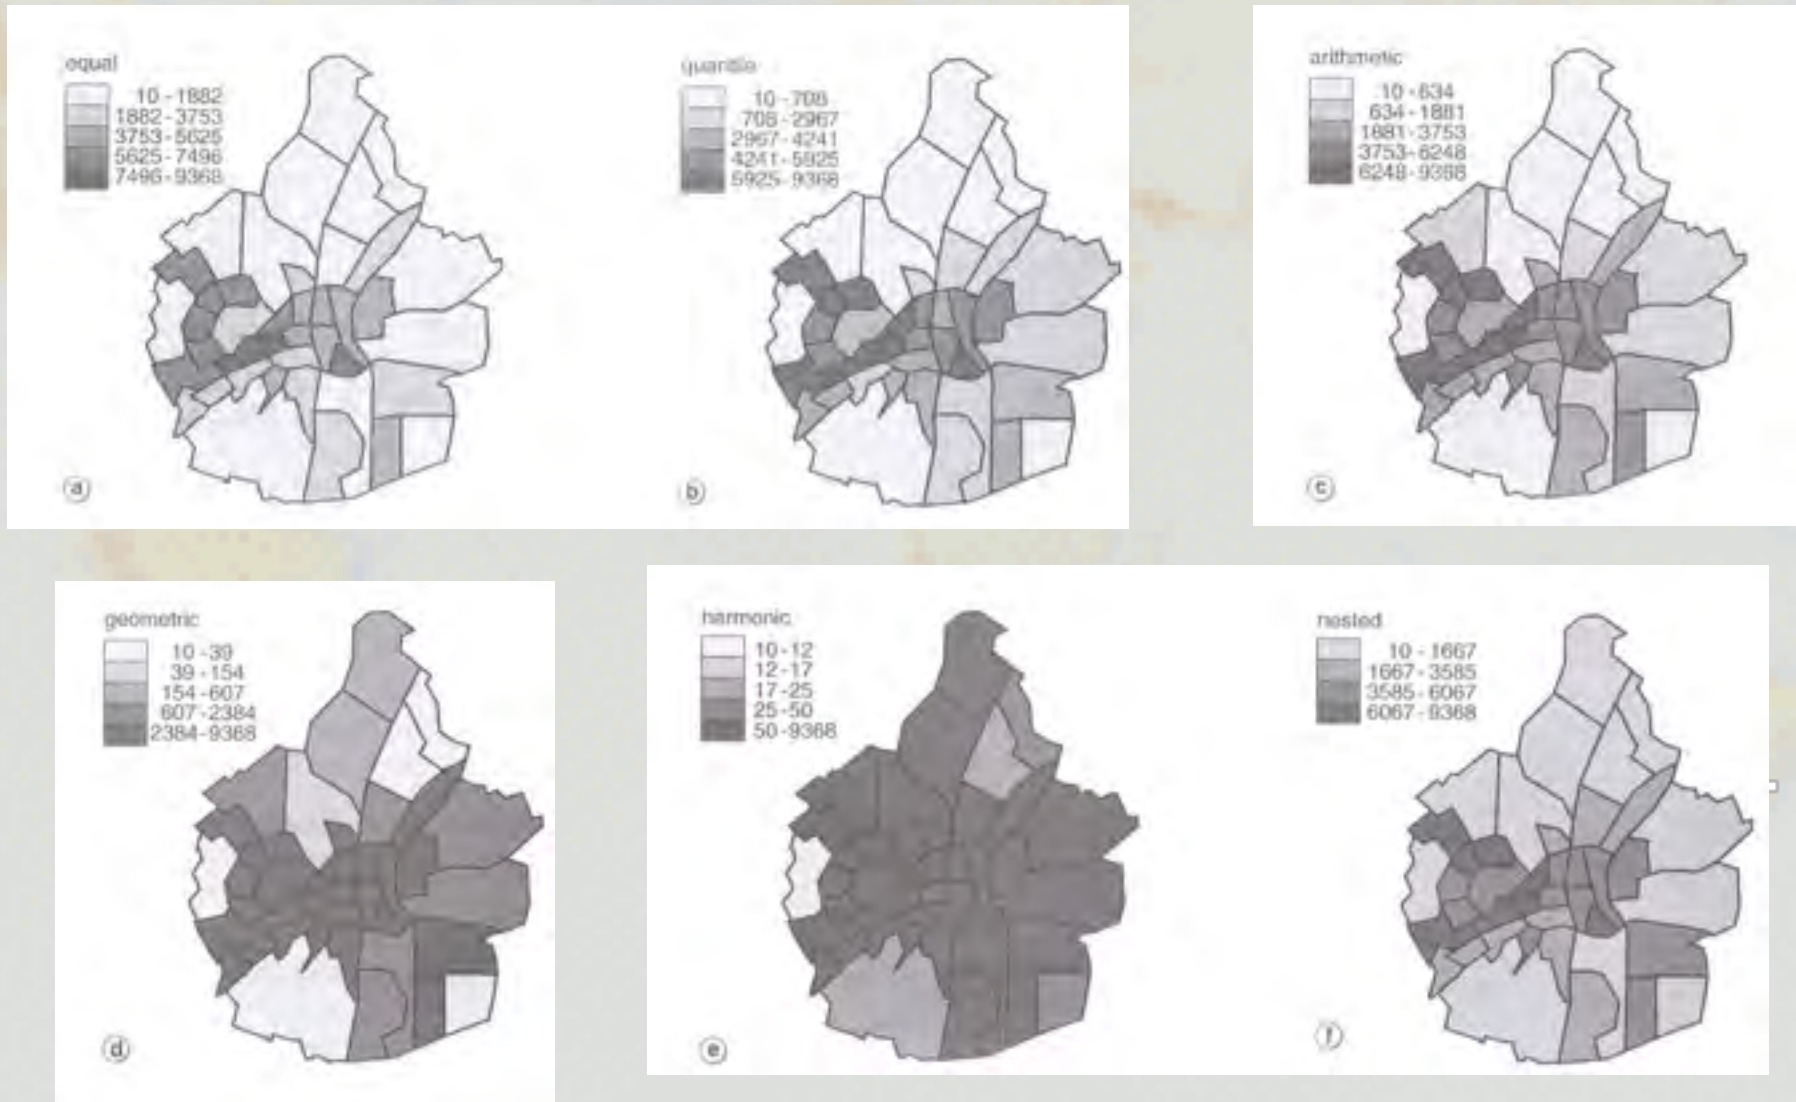 equal
10 - 1882
1882 - 3753
3753 - 5625
5625 - 7496
7496 - 9368
a
quantile
10 - 708
708 - 2967
2967 - 4241
4241 - 5925
5925 - 9368
b
arithmetic
10 - 634
634 - 1881
1881 - 3753
3753 - 6248
6248 - 9368
c
geometric
10 - 39
39 - 154
154 - 607
607 - 2384
2384 - 9368
d
harmonic
10 - 12
12 - 17
17 - 25
25 - 50
50 - 9368
e
nested
10 - 1667
1667 - 3585
3585 - 6067
6067 - 9368
f